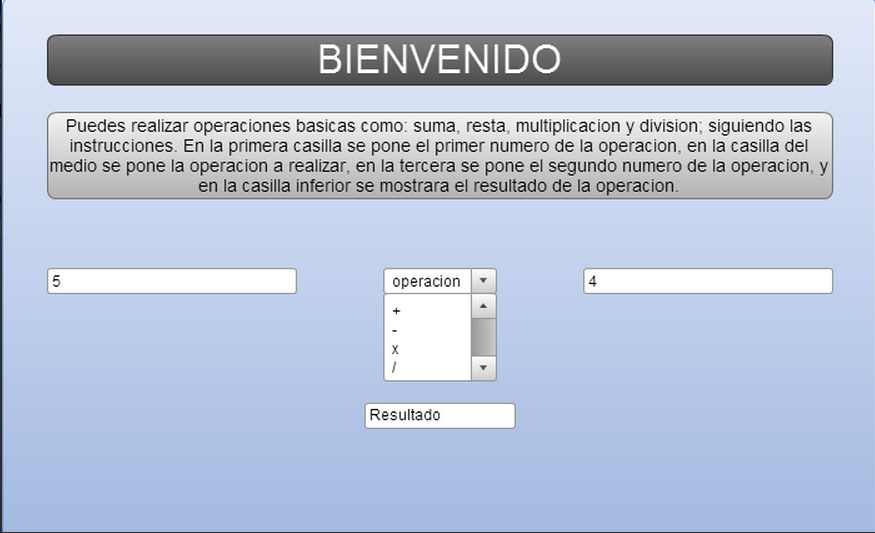 BIENVENIDO
Puedes realizar operaciones basicas como: suma, resta, multiplicacion y division; siguiendo las
instrucciones. En la primera casilla se pone el primer numero de la operacion, en la casilla del
medio se pone la operacion a realizar, en la tercera se pone el segundo numero de la operacion, y
en la casilla inferior se mostrara el resultado de la operacion.
5
operacion
4
+
-
x
/
Resultado